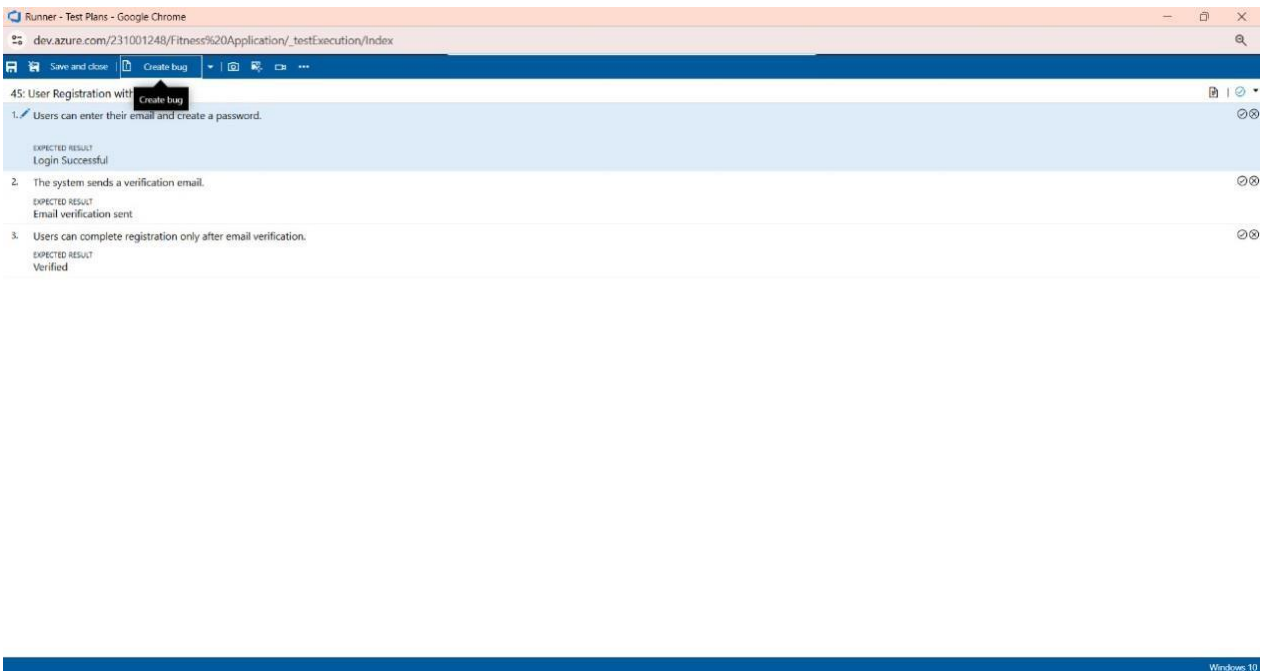 Runner - Test Plans - Google Chrome
dev.azure.com/231001248/Fitness%20Application/_testExecution/Index
Save and close Create bug
45: User Registration with
Create bug
1. Users can enter their email and create a password.
EXPECTED RESULT
Login Successful
2. The system sends a verification email.
EXPECTED RESULT
Email verification sent
3. Users can complete registration only after email verification.
EXPECTED RESULT
Verified
Windows 10